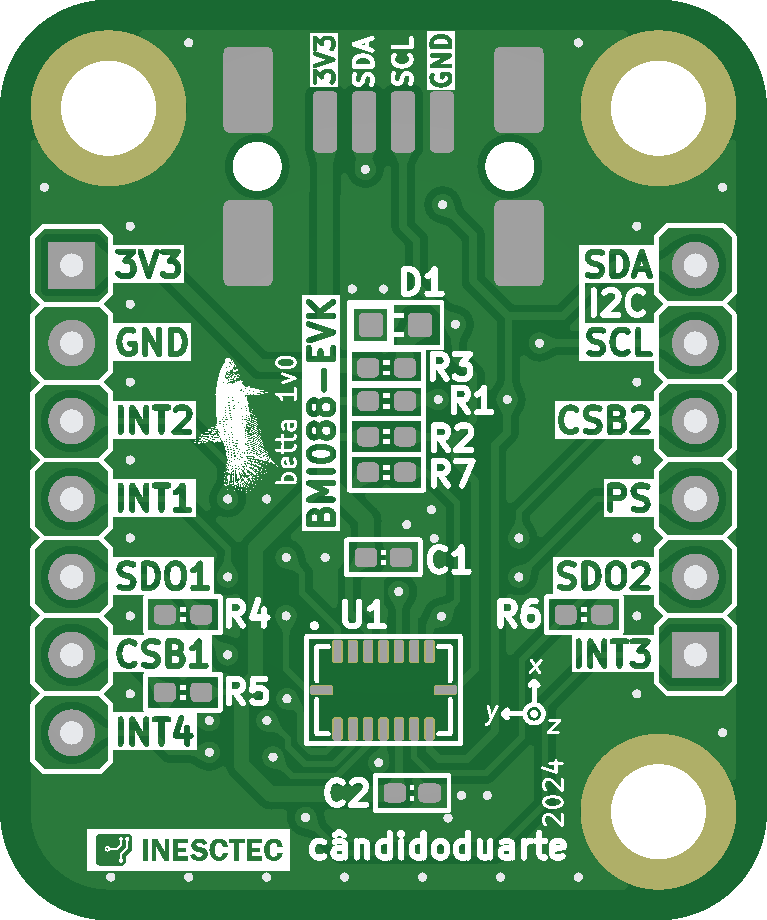 3V3
SDA
SCL
GND
3V3
SDA
I2C
D1
GND
SCL
R3
R1
INT2
CSB2
R2
R7
betta 1v0
BMI088-EVK
INT1
PS
C1
SDO1
SDO2
R4
U1
R6
CSB1
INT3
R5
x
y
z
INT4
C2
2024
INESCTEC
cândidoduarte